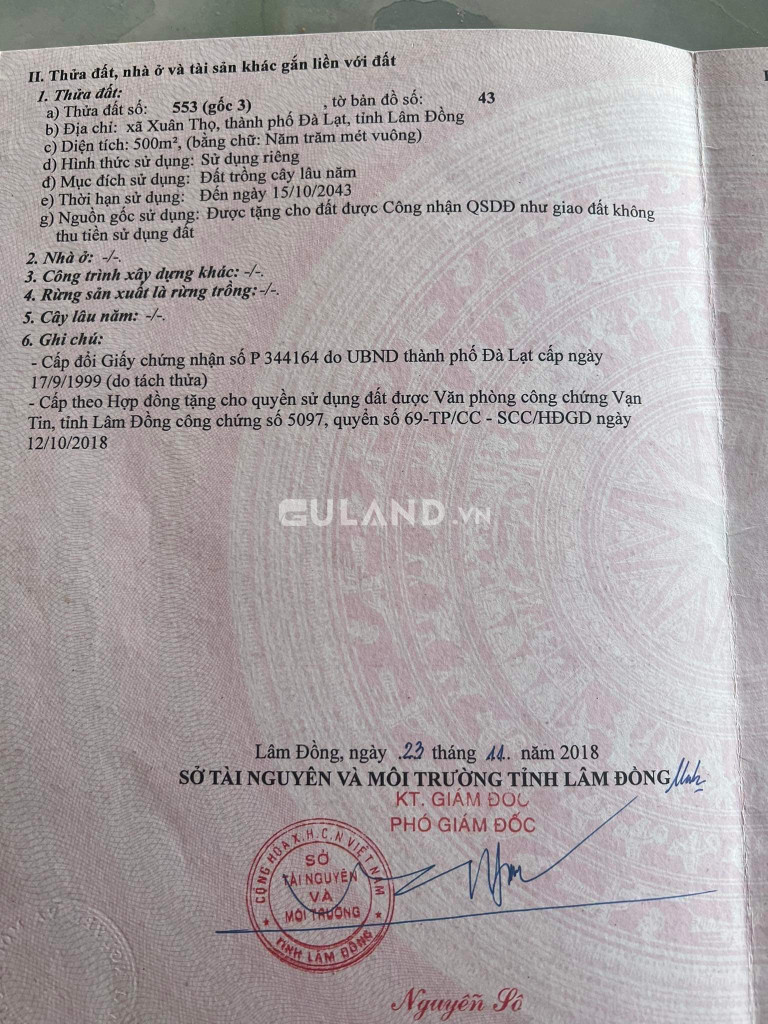 II. Thửa đất, nhà ở và tài sản khác gắn liền với đất
1. Thửa đất:
a) Thửa đất số: 553 (gốc 3) , tờ bản đồ số: 43
b) Địa chỉ: xã Xuân Thọ, thành phố Đà Lạt, tỉnh Lâm Đồng
c) Diện tích: 500m², (bằng chữ: Năm trăm mét vuông)
d) Hình thức sử dụng: Sử dụng riêng
đ) Mục đích sử dụng: Đất trồng cây lâu năm
e) Thời hạn sử dụng: Đến ngày 15/10/2043
g) Nguồn gốc sử dụng: Được tặng cho đất được Công nhận QSDĐ như giao đất không
thu tiền sử dụng đất
2. Nhà ở: -/-.
3. Công trình xây dựng khác: -/-.
4. Rừng sản xuất là rừng trồng: -/-.
5. Cây lâu năm: -/-.
6. Ghi chú:
- Cấp đổi Giấy chứng nhận số P 344164 do UBND thành phố Đà Lạt cấp ngày
17/9/1999 (do tách thửa)
- Cấp theo Hợp đồng tặng cho quyền sử dụng đất được Văn phòng công chứng Vạn
Tin, tỉnh Lâm Đồng công chứng số 5097, quyển số 69-TP/CC - SCC/HĐGD ngày
12/10/2018
GULAND.VN
Lâm Đồng, ngày 23 tháng 11 năm 2018
SỞ TÀI NGUYÊN VÀ MÔI TRƯỜNG TỈNH LÂM ĐỒNG
KT. GIÁM ĐỐC
PHÓ GIÁM ĐỐC
CỘNG HÒA X.H.C.N VIỆT NAM
SỞ
TÀI NGUYÊN
VÀ
MÔI TRƯỜNG
TỈNH LÂM ĐỒNG
Nguyễn Sô